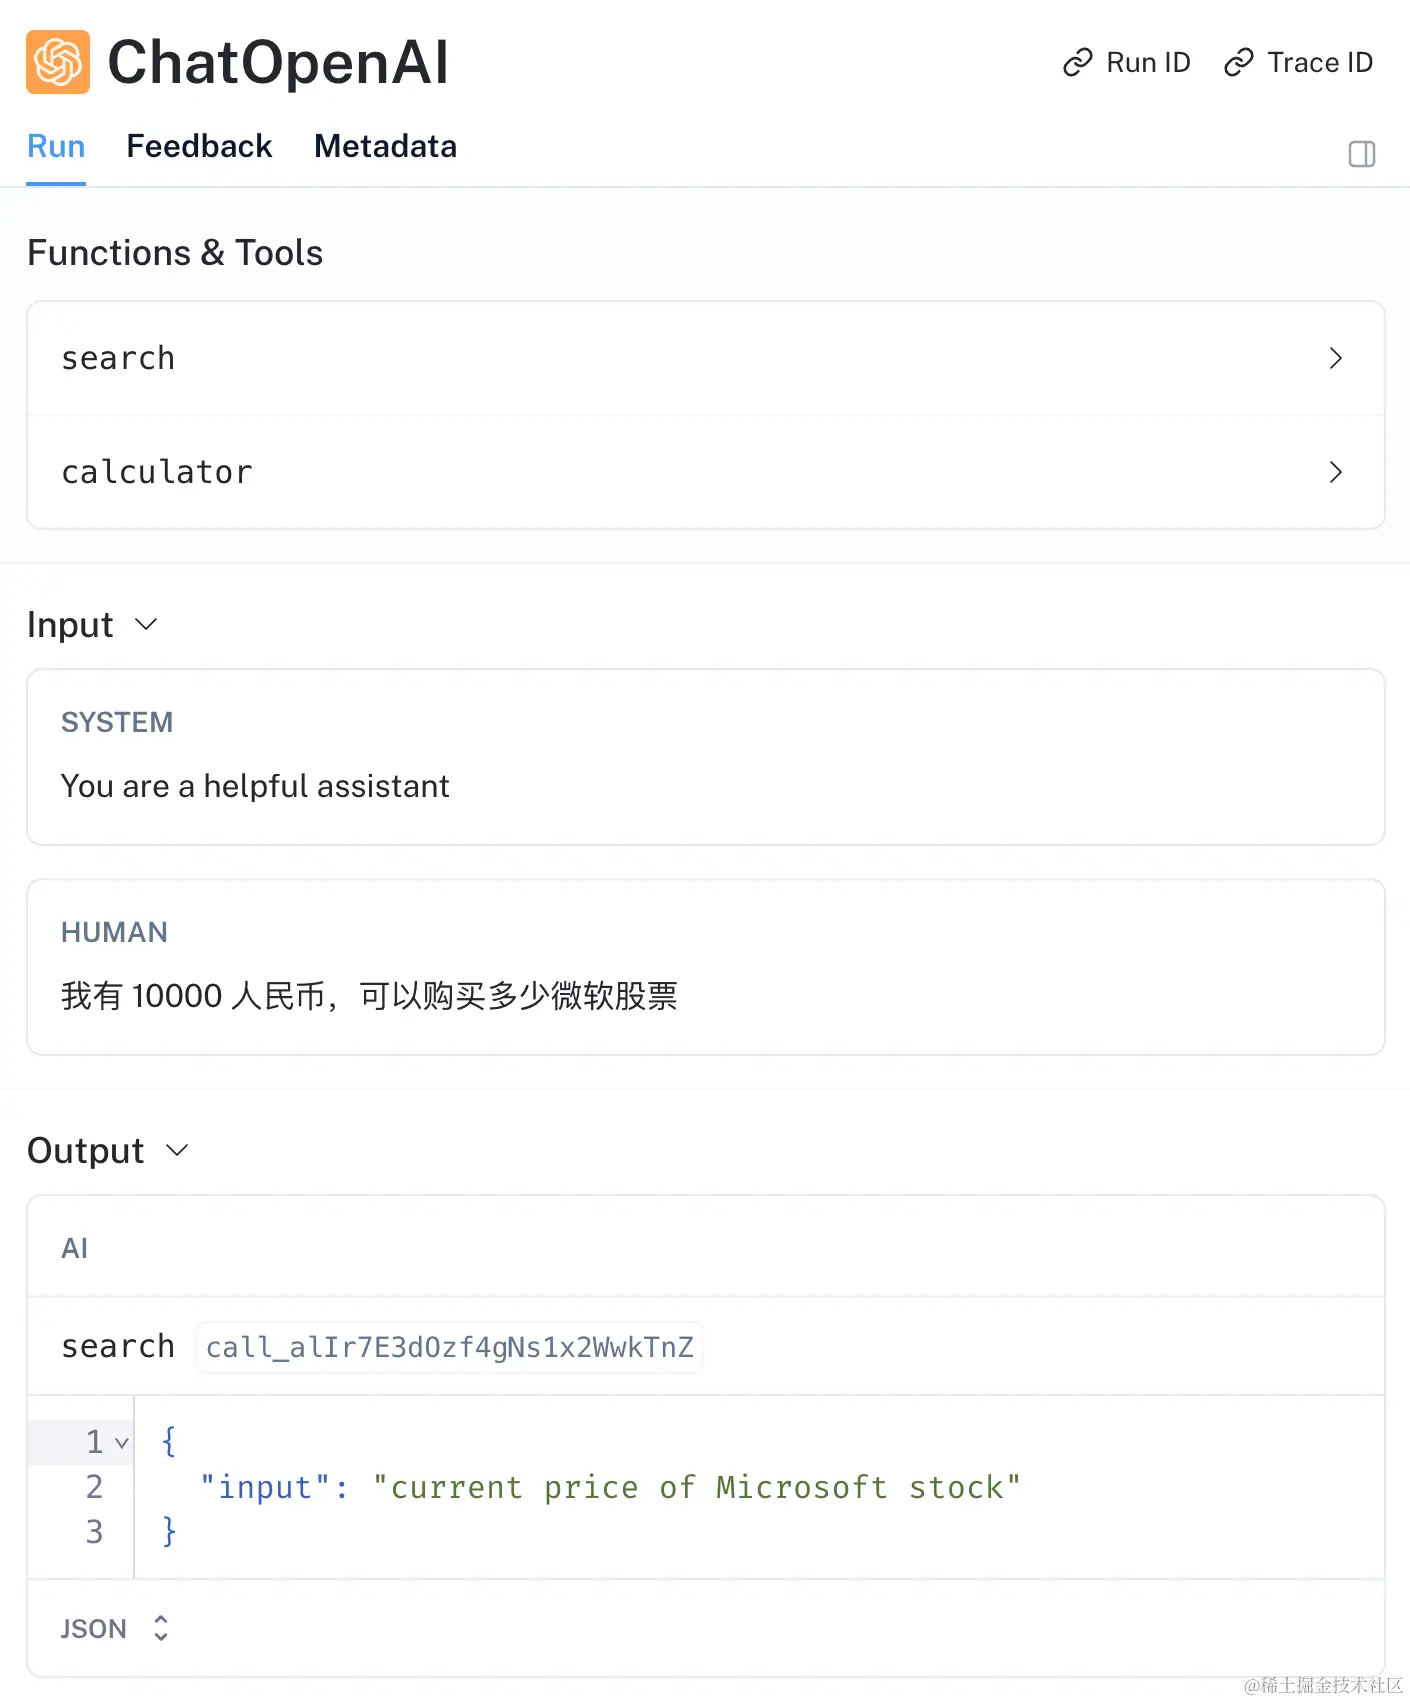 ChatOpenAI
Run ID
Trace ID
Run
Feedback
Metadata
Functions & Tools
search
calculator
Input
SYSTEM
You are a helpful assistant
HUMAN
我有 10000 人民币，可以购买多少微软股票
Output
AI
search call_alIr7E3dOzf4gNs1x2WwkTnZ
1 {
2 "input": "current price of Microsoft stock"
3 }
JSON
@稀土掘金技术社区